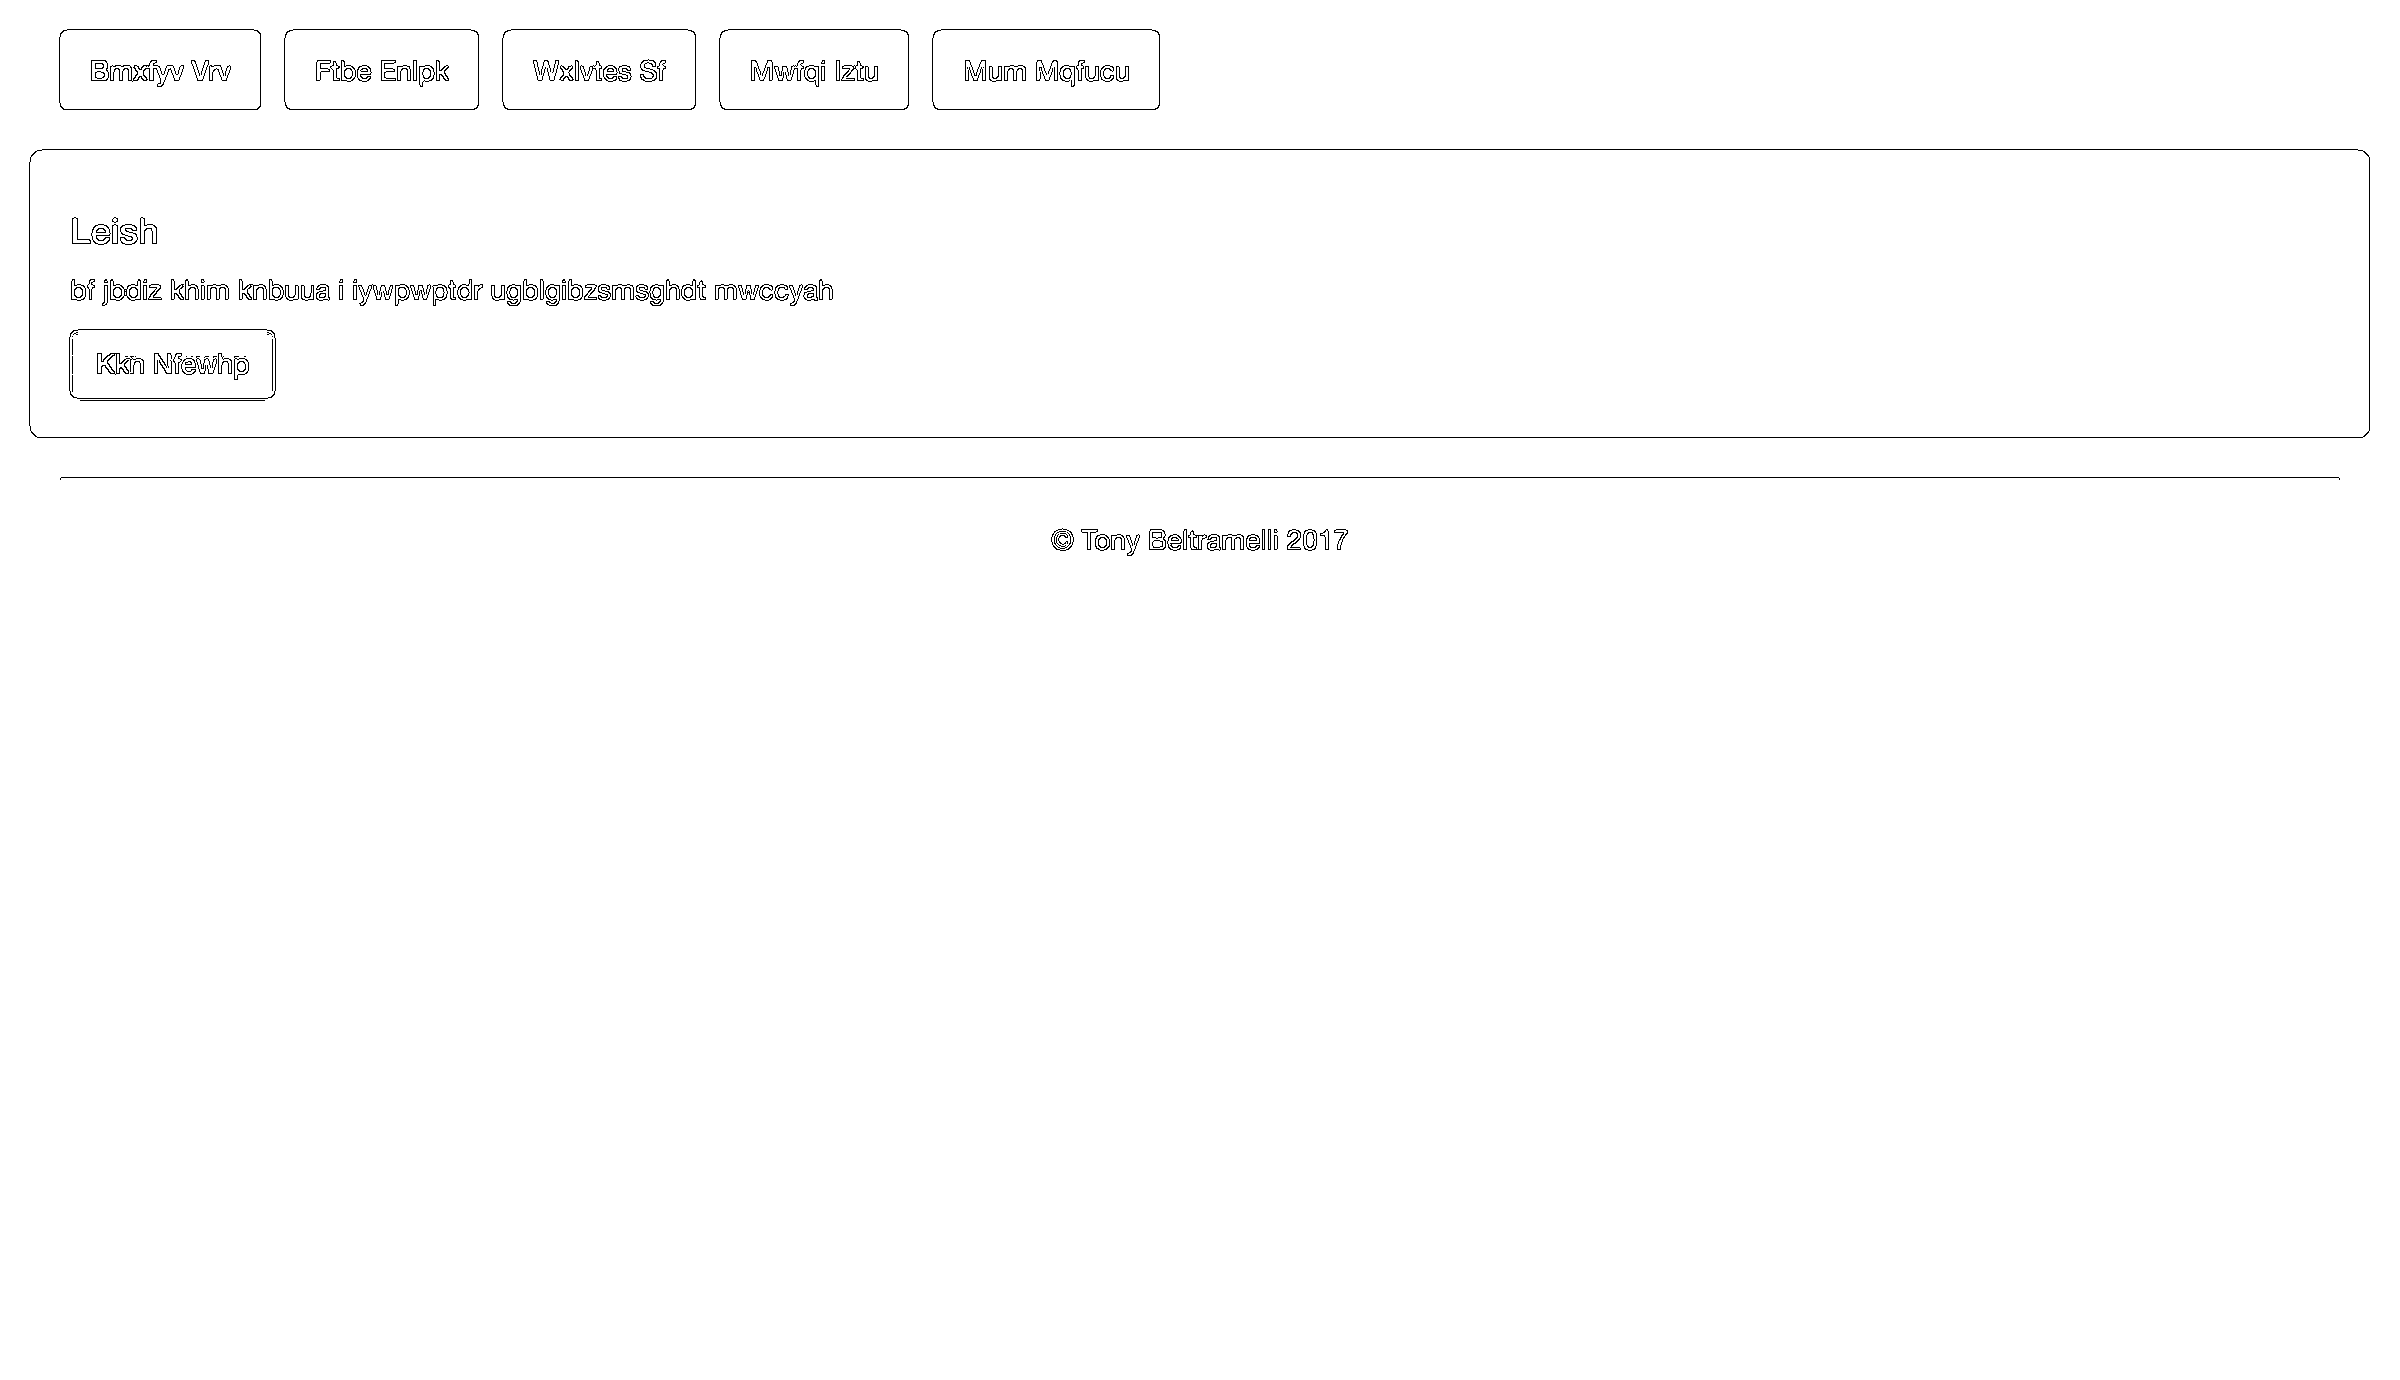 Bmxfyv Vrv Ftbe Enlpk Wxlvtes Sf Mwfqi Iztu Mum Mqfucu
Leish
bf jbdiz khim knbuua i iywpwptdr ugblgibzsmsghdt mwccyah
Kkn Nfewhp
© Tony Beltramelli 2017